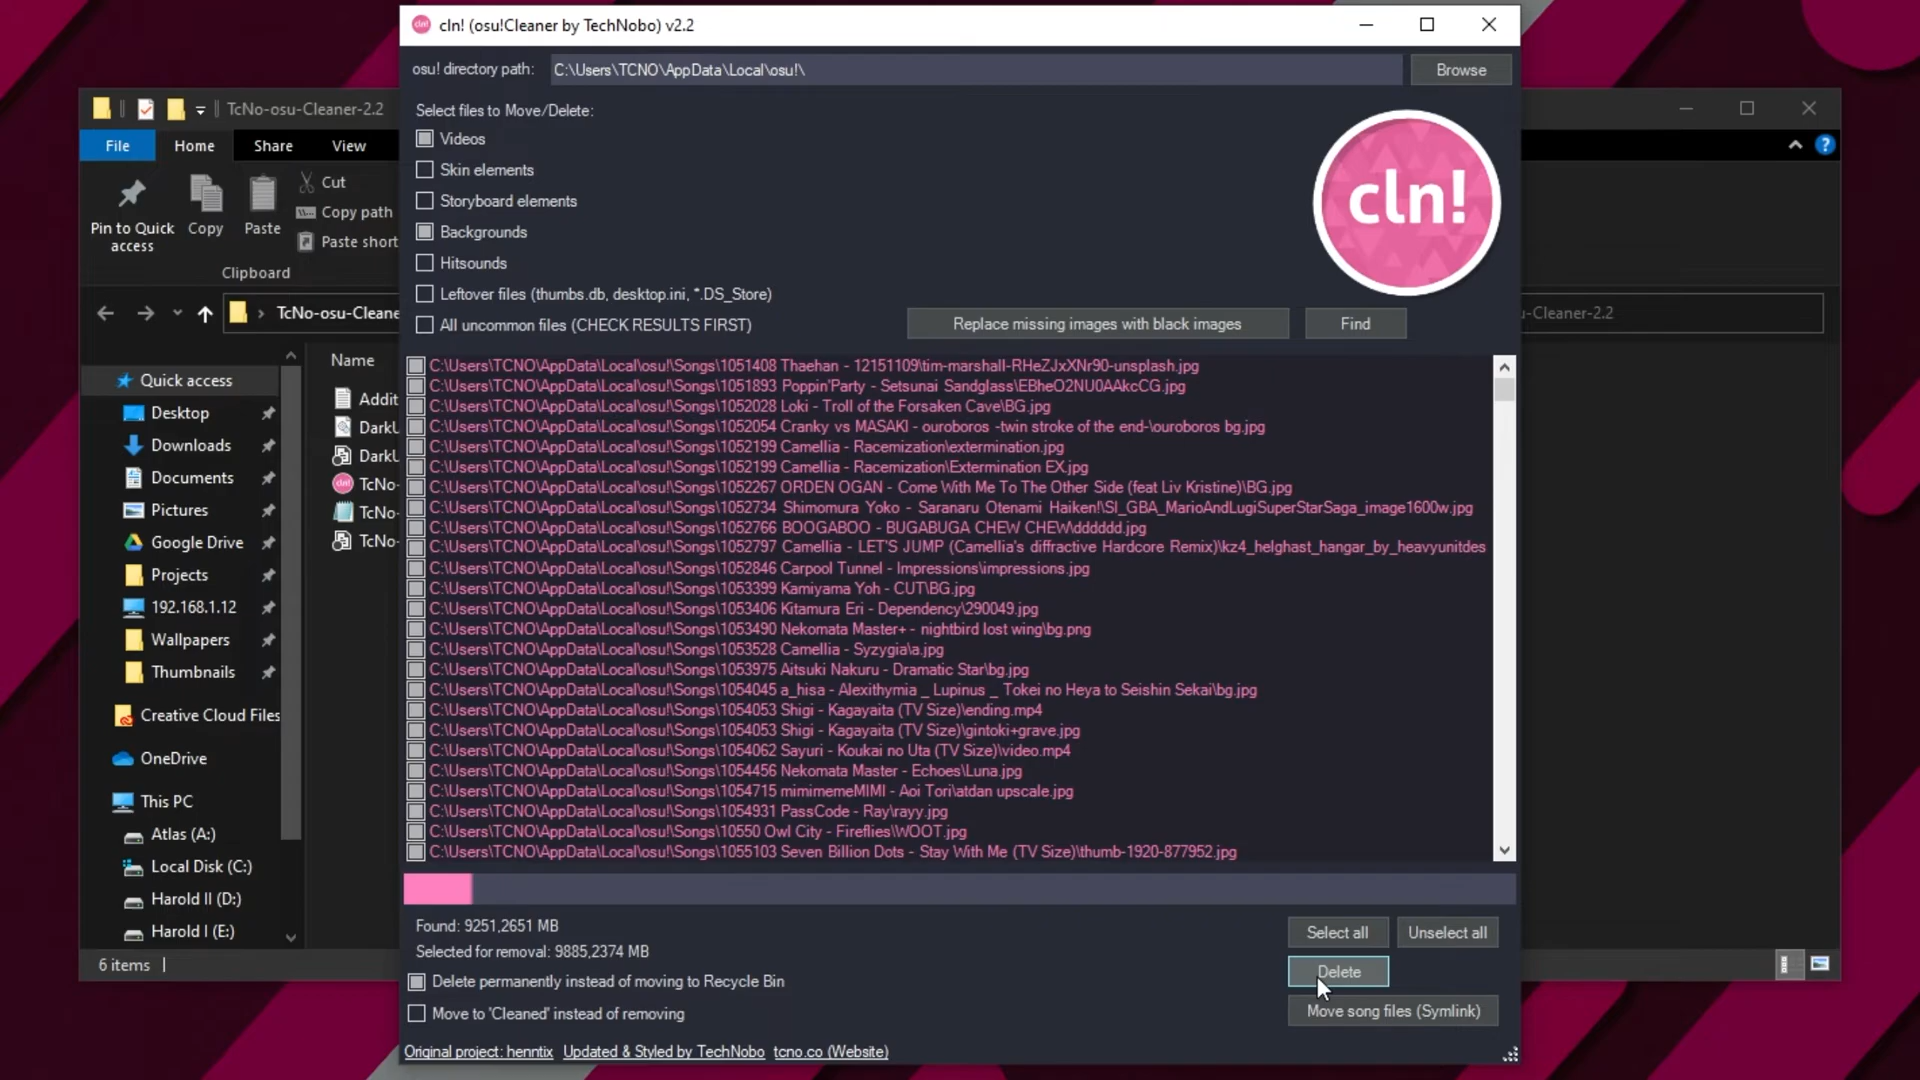 cln! (osu!Cleaner by TechNobo) v2.2
osu! directory path: C:\Users\TCNO\AppData\Local\osu!\ Browse
Select files to Move/Delete:
Videos
Skin elements
Storyboard elements
Backgrounds
Hitsounds
Leftover files (thumbs.db, desktop.ini, *.DS_Store)
All uncommon files (CHECK RESULTS FIRST)
cln!
Replace missing images with black images Find
C:\Users\TCNO\AppData\Local\osu!\Songs\1051408 Thaehan - 12151109\tim-marshall-RHeZJxXNr90-unsplash.jpg
C:\Users\TCNO\AppData\Local\osu!\Songs\1051893 Poppin'Party - Setsunai Sandglass\EBheO2NU0AAkcCG.jpg
C:\Users\TCNO\AppData\Local\osu!\Songs\1052028 Loki - Troll of the Forsaken Cave\BG.jpg
C:\Users\TCNO\AppData\Local\osu!\Songs\1052054 Cranky vs MASAKI - ouroboros -twin stroke of the end-\ouroboros bg.jpg
C:\Users\TCNO\AppData\Local\osu!\Songs\1052199 Camellia - Racemization\extermination.jpg
C:\Users\TCNO\AppData\Local\osu!\Songs\1052199 Camellia - Racemization\Extermination EX.jpg
C:\Users\TCNO\AppData\Local\osu!\Songs\1052267 ORDEN OGAN - Come With Me To The Other Side (feat Liv Kristine)\BG.jpg
C:\Users\TCNO\AppData\Local\osu!\Songs\1052734 Shimomura Yoko - Saranaru Otenami Haiken!\SI_GBA_MarioAndLugiSuperStarSaga_image1600w.jpg
C:\Users\TCNO\AppData\Local\osu!\Songs\1052766 BOOGABOO - BUGABUGA CHEW CHEW\dddddd.jpg
C:\Users\TCNO\AppData\Local\osu!\Songs\1052797 Camellia - LET'S JUMP (Camellia's diffractive Hardcore Remix)\kz4_helghast_hangar_by_heavyunitdes
C:\Users\TCNO\AppData\Local\osu!\Songs\1052846 Carpool Tunnel - Impressions\impressions.jpg
C:\Users\TCNO\AppData\Local\osu!\Songs\1053399 Kamiyama Yoh - CUT\BG.jpg
C:\Users\TCNO\AppData\Local\osu!\Songs\1053406 Kitamura Eri - Dependency\290049.jpg
C:\Users\TCNO\AppData\Local\osu!\Songs\1053490 Nekomata Master+ - nightbird lost wing\bg.png
C:\Users\TCNO\AppData\Local\osu!\Songs\1053528 Camellia - Syzygia\a.jpg
C:\Users\TCNO\AppData\Local\osu!\Songs\1053975 Aitsuki Nakuru - Dramatic Star\bg.jpg
C:\Users\TCNO\AppData\Local\osu!\Songs\1054045 a_hisa - Alexithymia _ Lupinus _ Tokei no Heya to Seishin Sekai\bg.jpg
C:\Users\TCNO\AppData\Local\osu!\Songs\1054053 Shigi - Kagayaita (TV Size)\ending.mp4
C:\Users\TCNO\AppData\Local\osu!\Songs\1054053 Shigi - Kagayaita (TV Size)\gintoki+grave.jpg
C:\Users\TCNO\AppData\Local\osu!\Songs\1054062 Sayuri - Koukai no Uta (TV Size)\video.mp4
C:\Users\TCNO\AppData\Local\osu!\Songs\1054456 Nekomata Master - Echoes\Luna.jpg
C:\Users\TCNO\AppData\Local\osu!\Songs\1054715 mimimemeMIMI - Aoi Tori\atdan upscale.jpg
C:\Users\TCNO\AppData\Local\osu!\Songs\1054931 PassCode - Ray\rayy.jpg
C:\Users\TCNO\AppData\Local\osu!\Songs\10550 Owl City - Fireflies\WOOT.jpg
C:\Users\TCNO\AppData\Local\osu!\Songs\1055103 Seven Billion Dots - Stay With Me (TV Size)\thumb-1920-877952.jpg
Found: 9251,2651 MB
Selected for removal: 9885,2374 MB
Select all Unselect all
Delete
Delete permanently instead of moving to Recycle Bin
Move to 'Cleaned' instead of removing
Move song files (Symlink)
Original project: henntix Updated & Styled by TechNobo tcno.co (Website)
TcNo-osu-Cleaner-2.2
File Home Share View
Pin to Quick access
Copy
Paste
Cut
Copy path
Paste short
Clipboard
TcNo-osu-Cleane
u-Cleaner-2.2
Name
Addit
DarkU
DarkU
TcNo-
TcNo-
TcNo-
Quick access
Desktop
Downloads
Documents
Pictures
Google Drive
Projects
192.168.1.12
Wallpapers
Thumbnails
Creative Cloud Files
OneDrive
This PC
Atlas (A:)
Local Disk (C:)
Harold II (D:)
Harold I (E:)
6 items